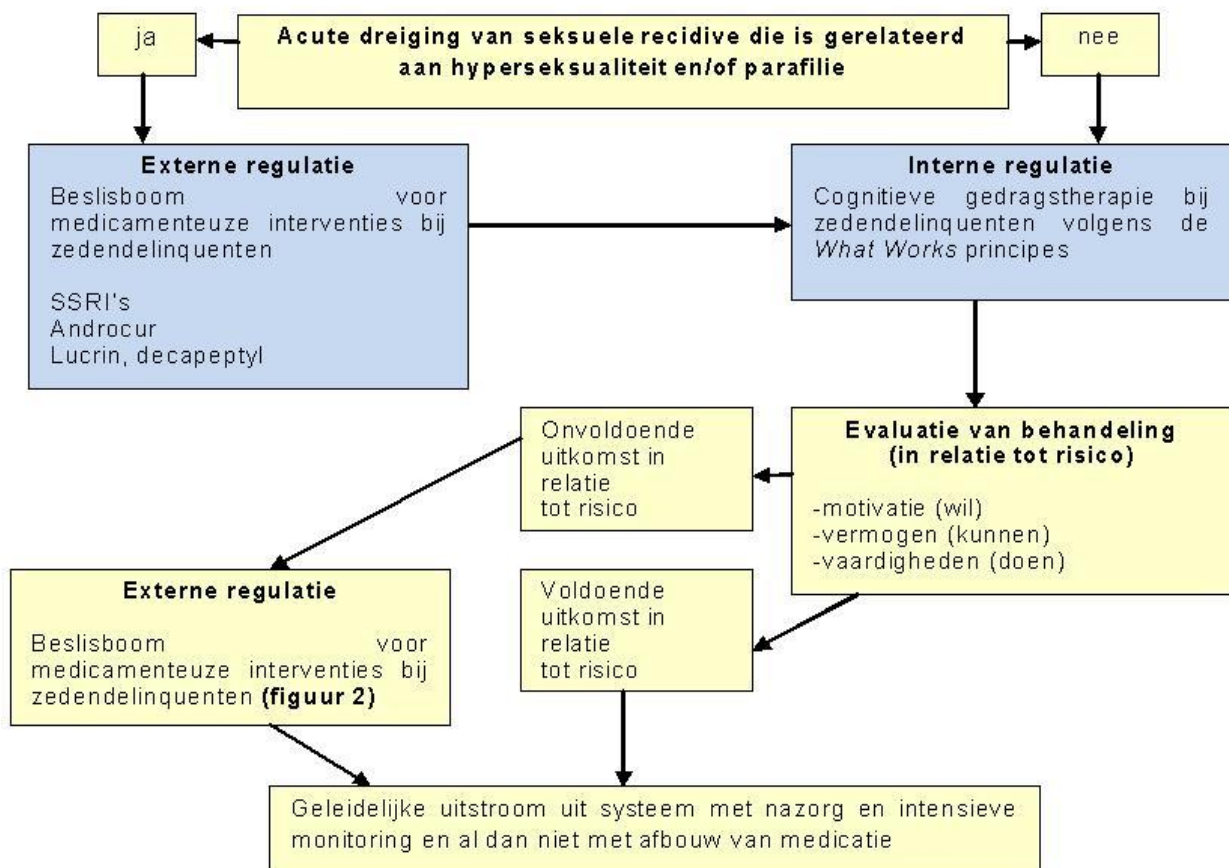 ja
Acute dreiging van seksuele recidive die is gerelateerd
aan hyperseksualiteit en/of parafilie
nee
Externe regulatie
Beslisboom voor
medicamenteuze interventies bij
zedendelinquenten
SSRI's
Androcur
Lucrin, decapeptyl
Interne regulatie
Cognitieve gedragstherapie bij
zedendelinquenten volgens de
What Works principes
Onvoldoende
uitkomst in
relatie
tot risico
Evaluatie van behandeling
(in relatie tot risico)
-motivatie (wil)
-vermogen (kunnen)
-vaardigheden (doen)
Externe regulatie
Beslisboom voor
medicamenteuze interventies bij
zedendelinquenten (figuur 2)
Voldoende
uitkomst in
relatie
tot risico
Geleidelijke uitstroom uit systeem met nazorg en intensieve
monitoring en al dan niet met afbouw van medicatie